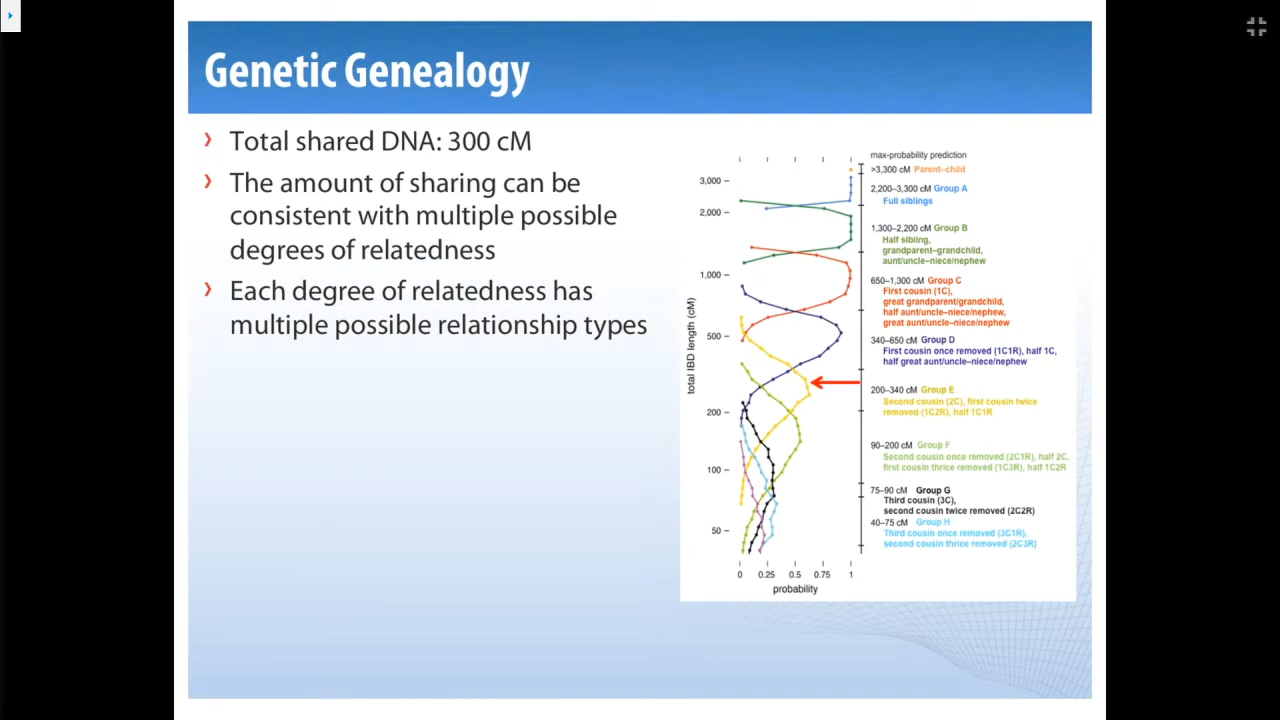 Genetic Genealogy
› Total shared DNA: 300 cM
› The amount of sharing can be
consistent with multiple possible
degrees of relatedness
› Each degree of relatedness has
multiple possible relationship types
total IBD length (cM)
3,000
2,000
1,000
500
200
100
50
0 0.25 0.5 0.75 1
probability
max-probability prediction
>3,300 cM Parent–child
2,200–3,300 cM Group A
Full siblings
1,300–2,200 cM Group B
Half sibling,
grandparent–grandchild,
aunt/uncle–niece/nephew
650–1,300 cM Group C
First cousin (1C),
great grandparent/grandchild,
half aunt/uncle–niece/nephew,
great aunt/uncle–niece/nephew
340–650 cM Group D
First cousin once removed (1C1R), half 1C,
half great aunt/uncle–niece/nephew
200–340 cM Group E
Second cousin (2C), first cousin twice
removed (1C2R), half 1C1R
90–200 cM Group F
Second cousin once removed (2C1R), half 2C,
first cousin thrice removed (1C3R), half 1C2R
75–90 cM Group G
Third cousin (3C),
second cousin twice removed (2C2R)
40–75 cM Group H
Third cousin once removed (3C1R),
second cousin thrice removed (2C3R)